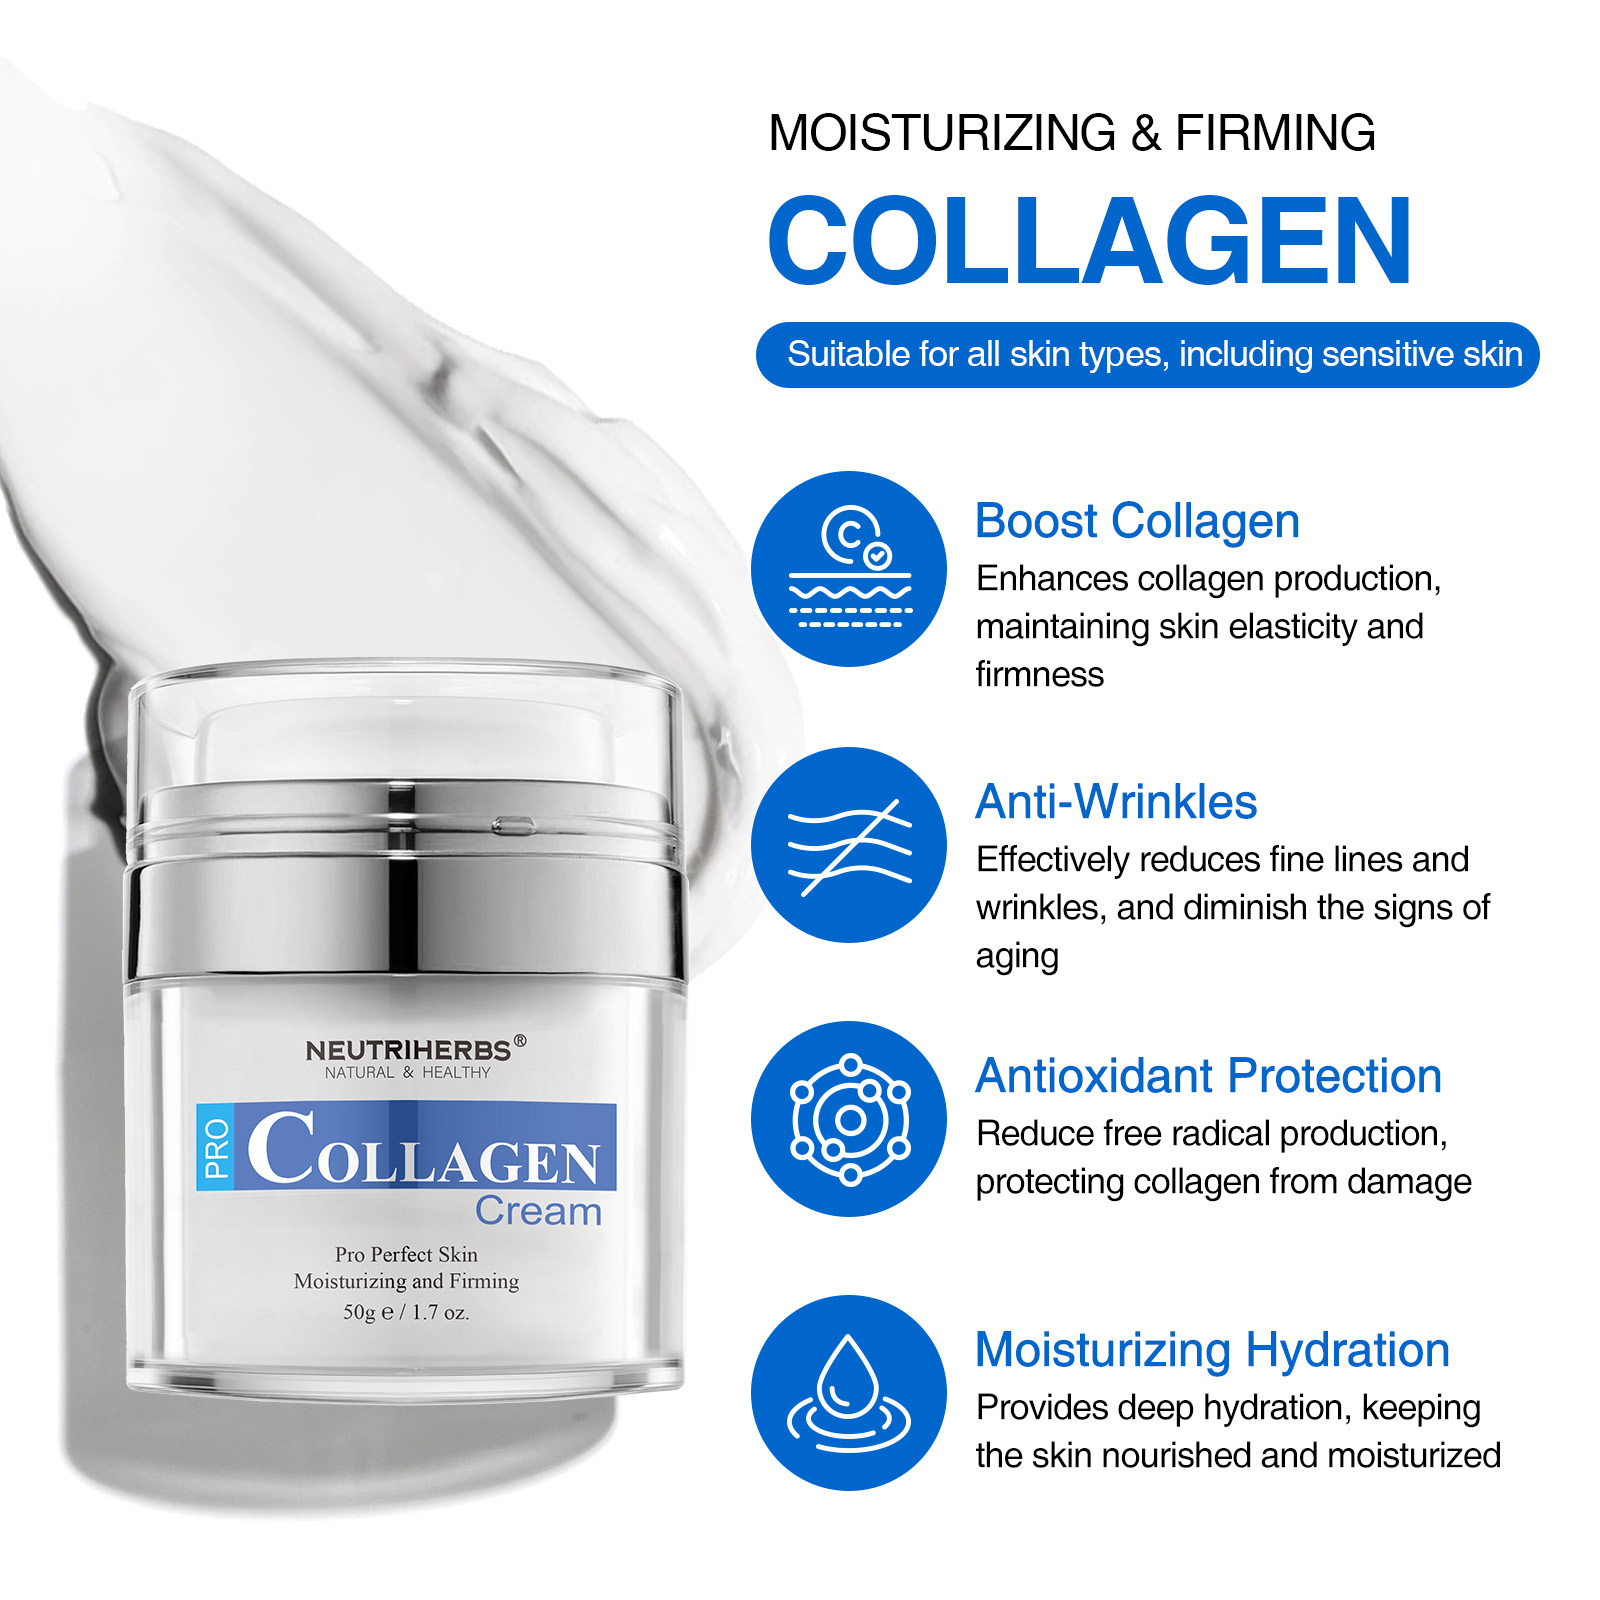 MOISTURIZING & FIRMING
COLLAGEN
Suitable for all skin types, including sensitive skin
Boost Collagen
Enhances collagen production,
maintaining skin elasticity and
firmness
Anti-Wrinkles
Effectively reduces fine lines and
wrinkles, and diminish the signs of
aging
Antioxidant Protection
Reduce free radical production,
protecting collagen from damage
Moisturizing Hydration
Provides deep hydration, keeping
the skin nourished and moisturized
C
NEUTRIHERBS®
NATURAL & HEALTHY
PRO
COLLAGEN
Cream
Pro Perfect Skin
Moisturizing and Firming
50g ℮ / 1.7 oz.